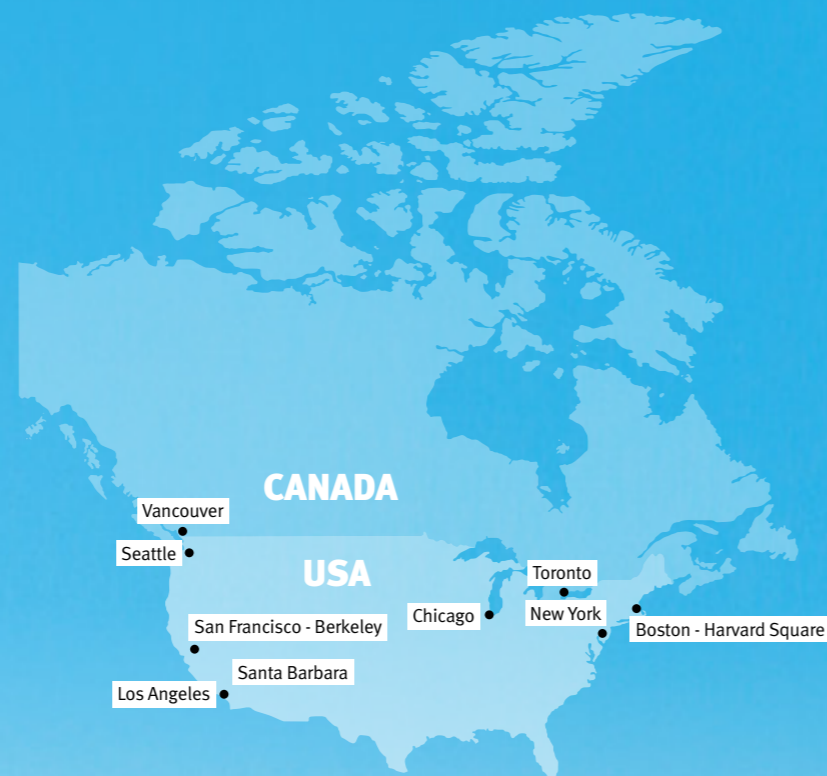 CANADA
Vancouver
Seattle
USA
Toronto
Chicago
New York
San Francisco - Berkeley
Boston - Harvard Square
Santa Barbara
Los Angeles